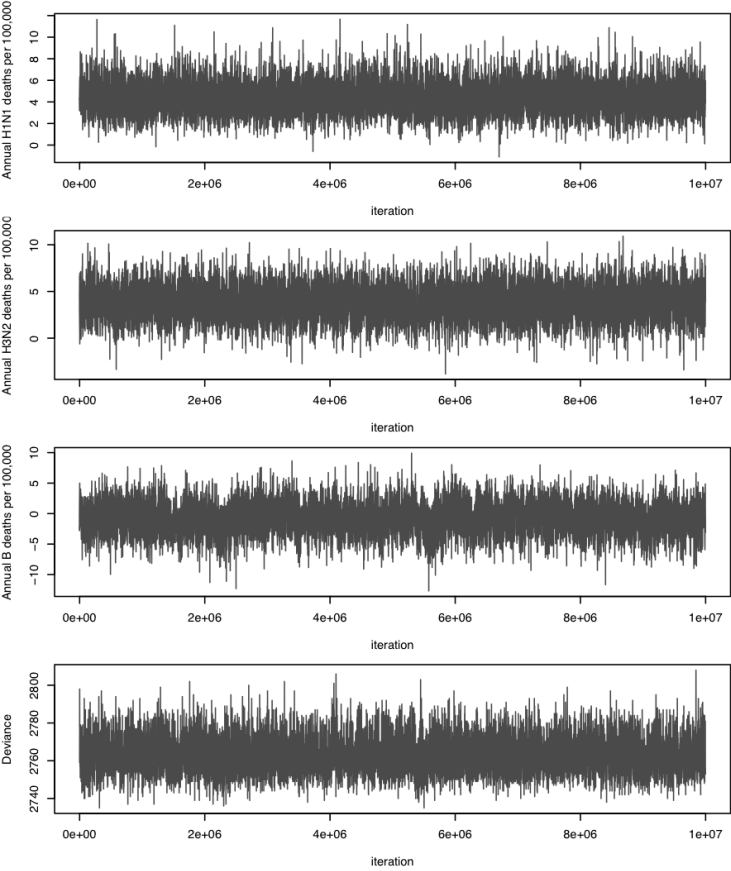 Annual H1N1 deaths per 100,000
0 2 4 6 8 10
0e+00 2e+06 4e+06 6e+06 8e+06 1e+07
iteration
Annual H3N2 deaths per 100,000
0 5 10
0e+00 2e+06 4e+06 6e+06 8e+06 1e+07
iteration
Annual B deaths per 100,000
−10 −5 0 5 10
0e+00 2e+06 4e+06 6e+06 8e+06 1e+07
iteration
Deviance
2740 2760 2780 2800
0e+00 2e+06 4e+06 6e+06 8e+06 1e+07
iteration